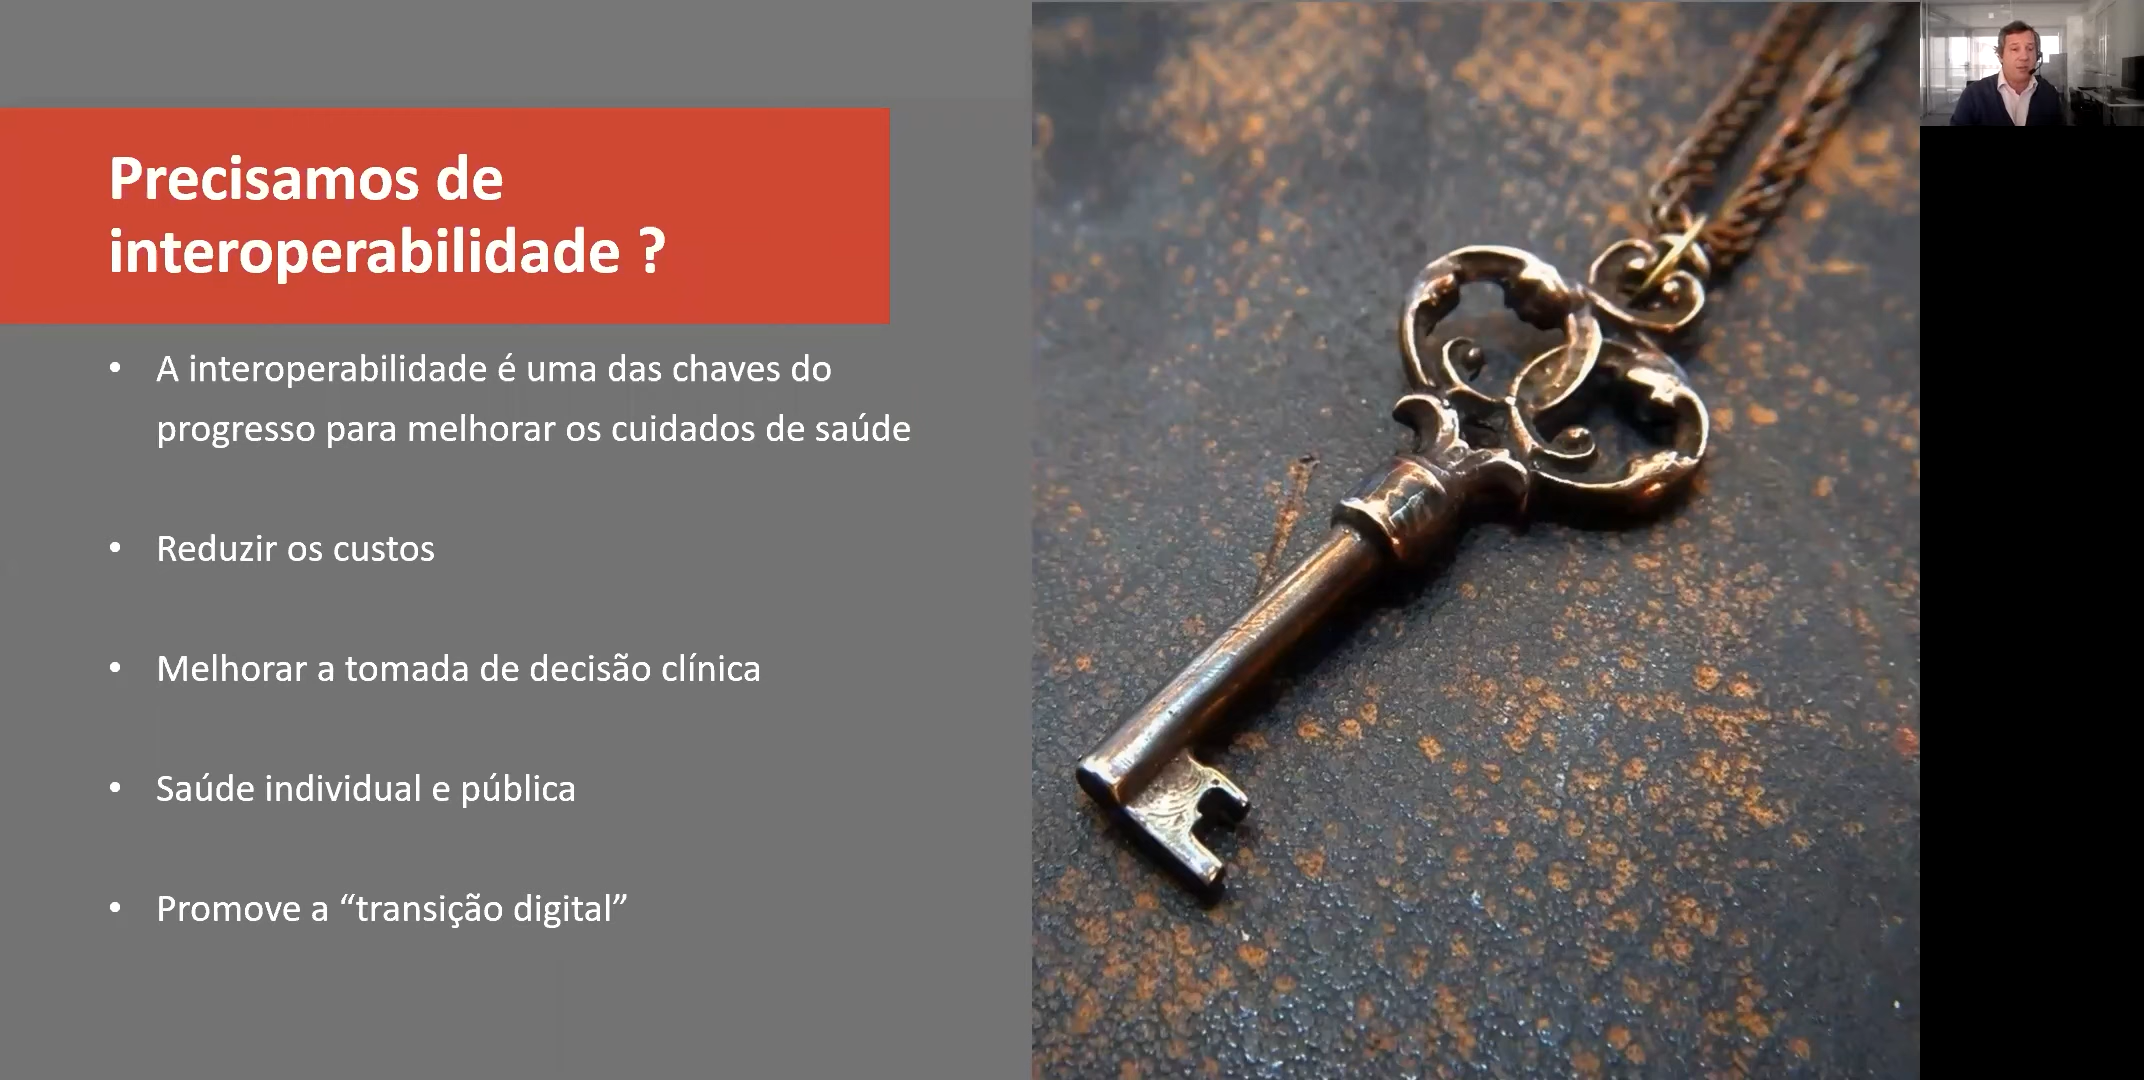 Precisamos de
interoperabilidade ?
• A interoperabilidade é uma das chaves do
progresso para melhorar os cuidados de saúde
• Reduzir os custos
• Melhorar a tomada de decisão clínica
• Saúde individual e pública
• Promove a “transição digital”